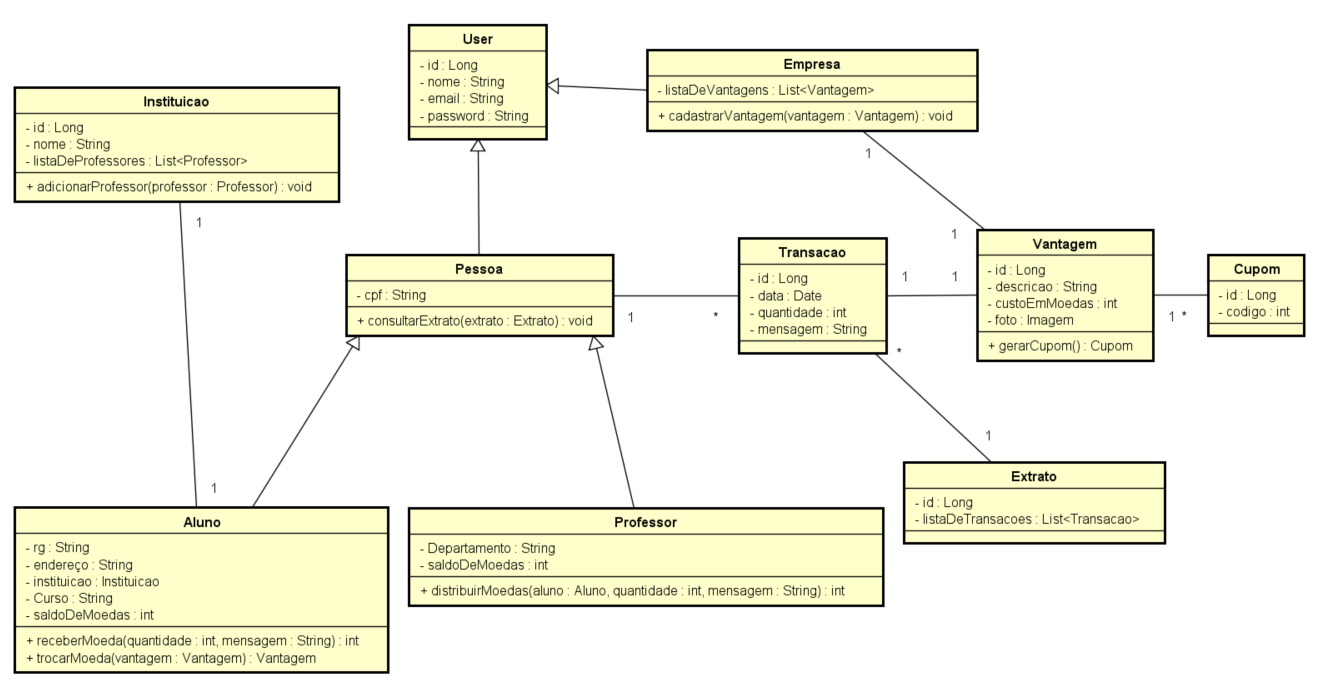 User
- id : Long
- nome : String
- email : String
- password : String
Empresa
- listaDeVantagens : List<Vantagem>
+ cadastrarVantagem(vantagem : Vantagem) : void
Instituicao
- id : Long
- nome : String
- listaDeProfessores : List<Professor>
+ adicionarProfessor(professor : Professor) : void
1
1
1
1
Pessoa
- cpf : String
+ consultarExtrato(extrato : Extrato) : void
1
*
Transacao
- id : Long
- data : Date
- quantidade : int
- mensagem : String
1
1
Vantagem
- id : Long
- descricao : String
- custoEmMoedas : int
- foto : Imagem
+ gerarCupom() : Cupom
1 *
Cupom
- id : Long
- codigo : int
*
1
Extrato
- id : Long
- listaDeTransacoes : List<Transacao>
Aluno
- rg : String
- endereço : String
- instituicao : Instituicao
- Curso : String
- saldoDeMoedas : int
+ receberMoeda(quantidade : int, mensagem : String) : int
+ trocarMoeda(vantagem : Vantagem) : Vantagem
Professor
- Departamento : String
- saldoDeMoedas : int
+ distribuirMoedas(aluno : Aluno, quantidade : int, mensagem : String) : int